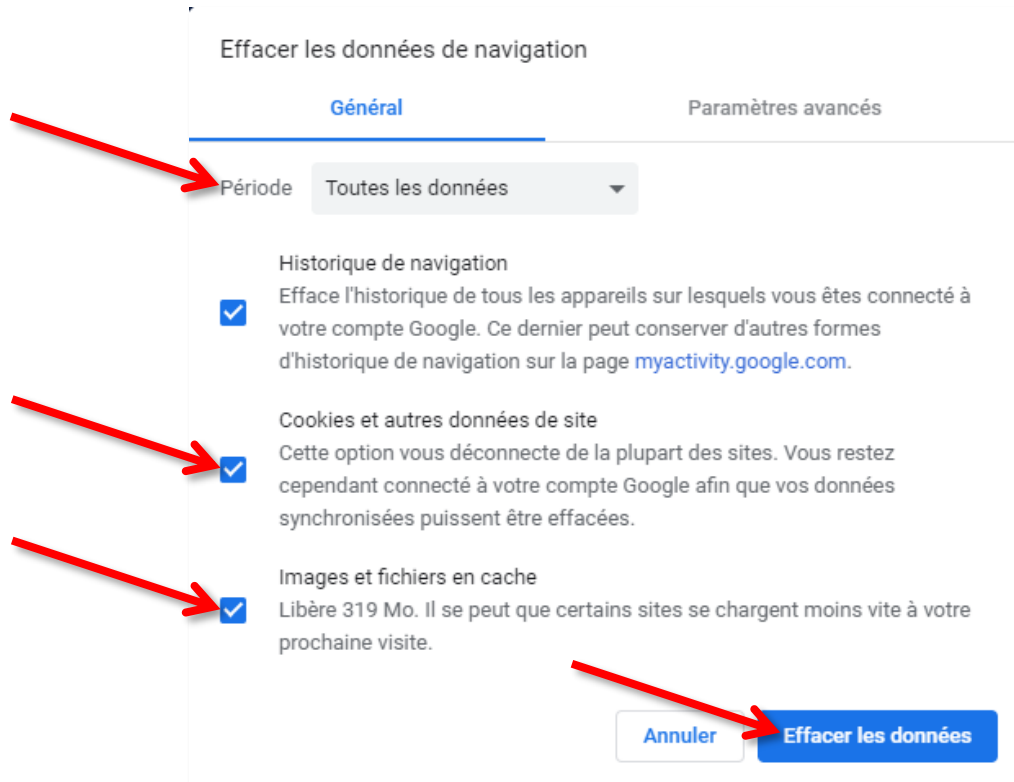 Effacer les données de navigation
Général
Paramètres avancés
Période
Toutes les données
Historique de navigation
Efface l'historique de tous les appareils sur lesquels vous êtes connecté à
votre compte Google. Ce dernier peut conserver d'autres formes
d'historique de navigation sur la page myactivity.google.com.
Cookies et autres données de site
Cette option vous déconnecte de la plupart des sites. Vous restez
cependant connecté à votre compte Google afin que vos données
synchronisées puissent être effacées.
Images et fichiers en cache
Libère 319 Mo. Il se peut que certains sites se chargent moins vite à votre
prochaine visite.
Annuler
Effacer les données